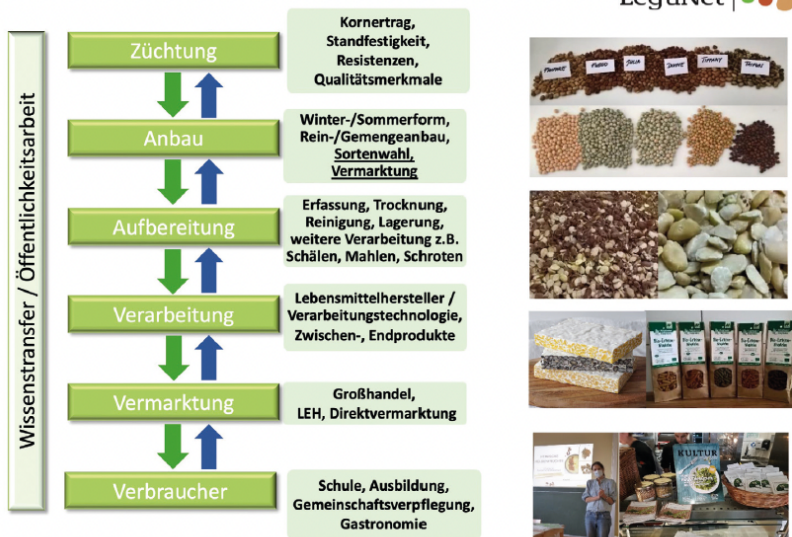 LeguNet
Wissenstransfer / Öffentlichkeitsarbeit
Züchtung
Kornertrag,
Standfestigkeit,
Resistenzen,
Qualitätsmerkmale
Anbau
Winter-/Sommerform,
Rein-/Gemengeanbau,
Sortenwahl,
Vermarktung
Aufbereitung
Erfassung, Trocknung,
Reinigung, Lagerung,
weitere Verarbeitung z.B.
Schälen, Mahlen, Schroten
Verarbeitung
Lebensmittelhersteller /
Verarbeitungstechnologie,
Zwischen-, Endprodukte
Vermarktung
Großhandel,
LEH, Direktvermarktung
Verbraucher
Schule, Ausbildung,
Gemeinschaftsverpflegung,
Gastronomie
JULIA
TIFFANY
KULTUR